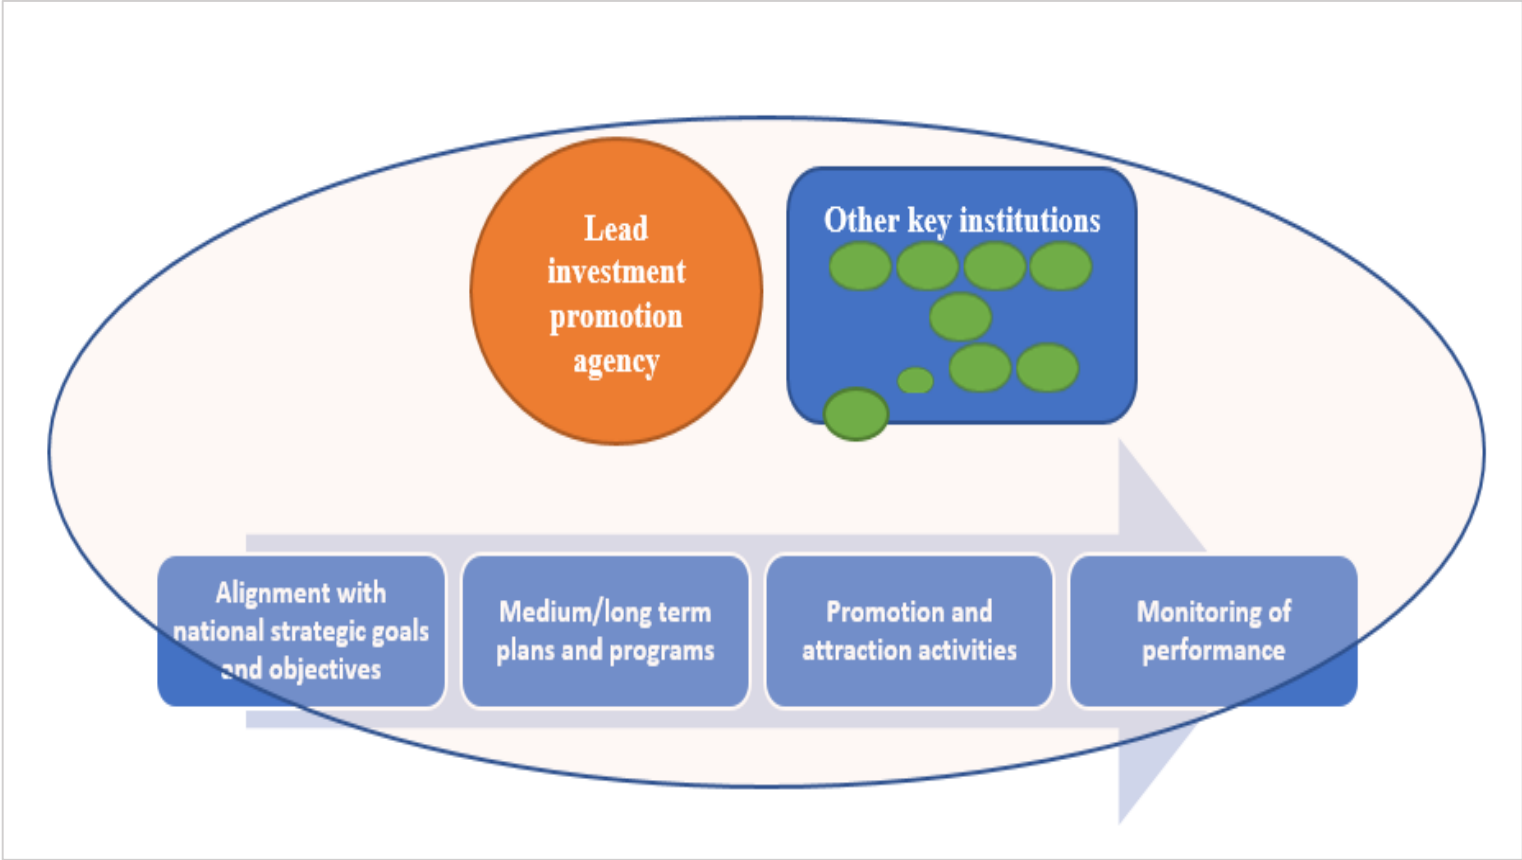 Lead
investment
promotion
agency
Other key institutions
Alignment with
national strategic goals
and objectives
Medium/long term
plans and programs
Promotion and
attraction activities
Monitoring of
performance